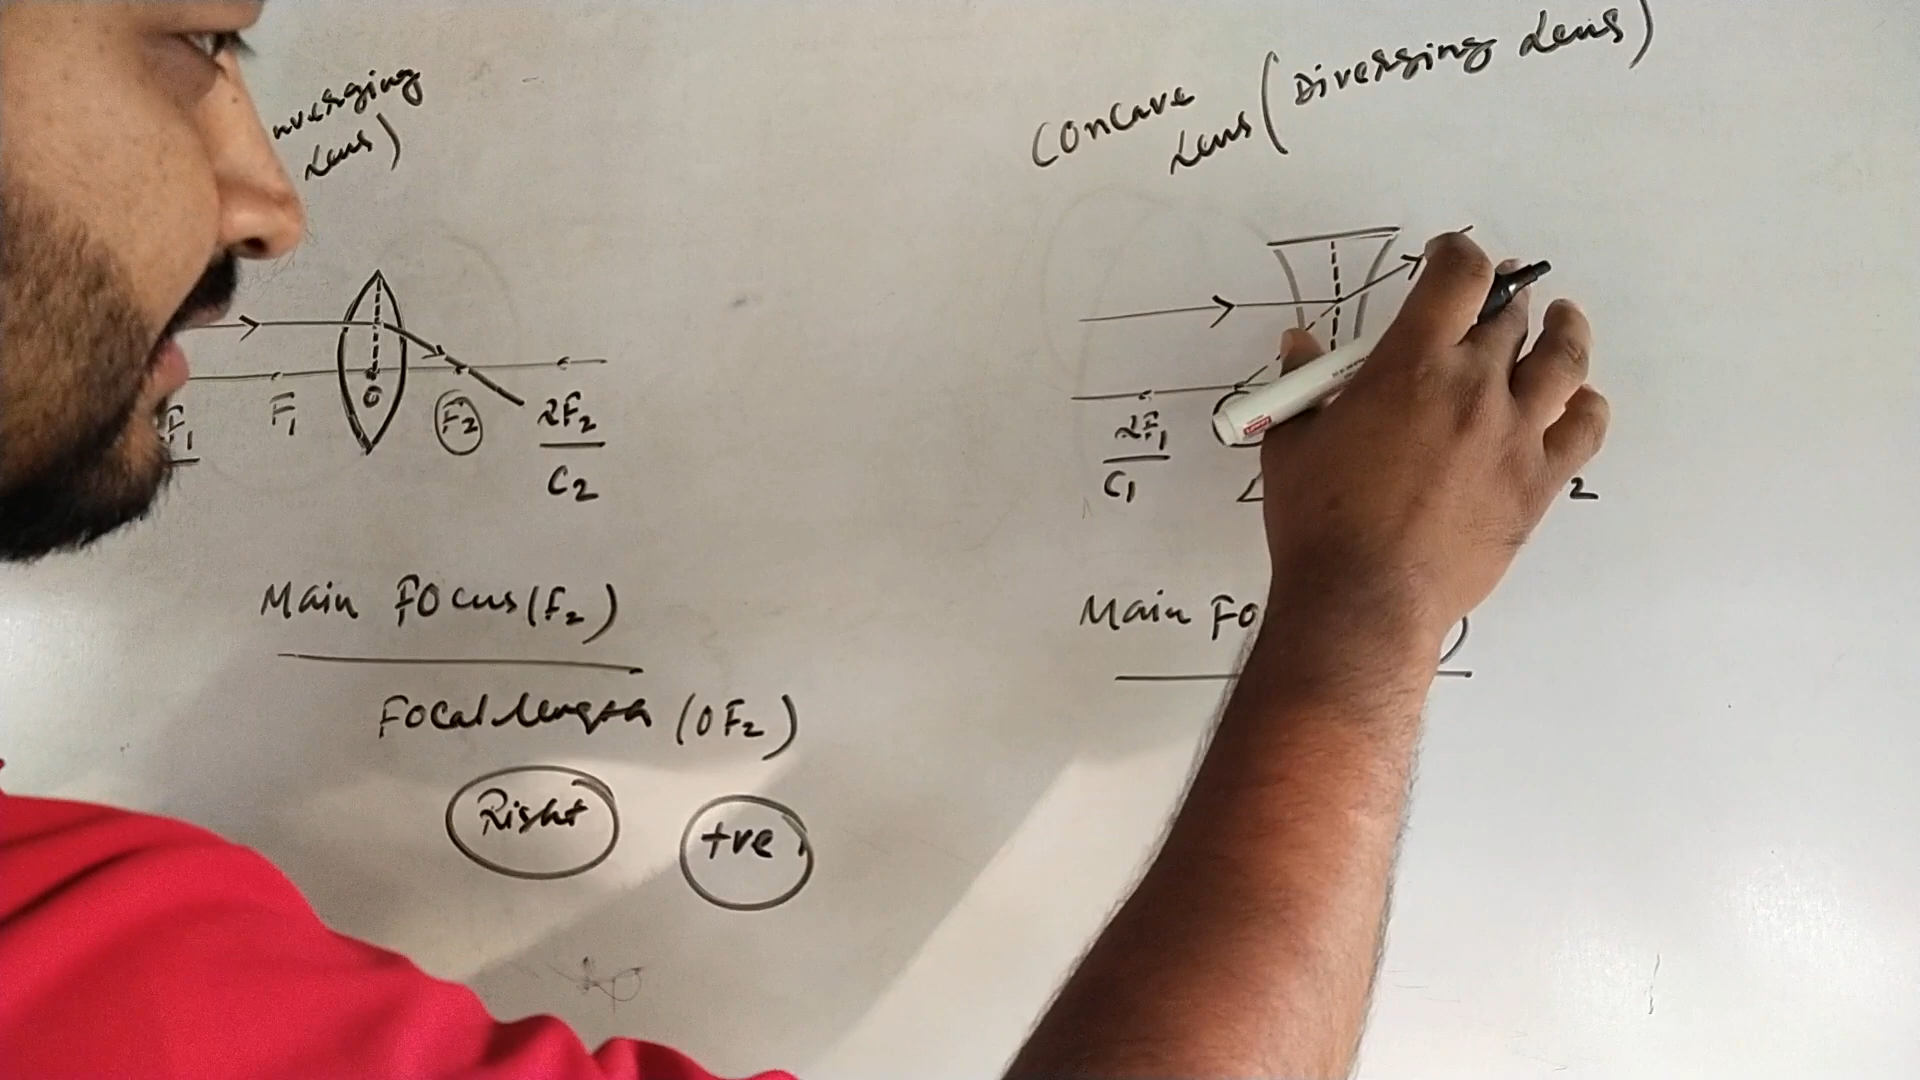 Lens)
Concave
Lens (Diverging Lens)
F₁
O
F₂
2F₂
C₂
2F₁
C₁
2
Main Focus (F₂)
Focal length (OF₂)
Right
+ve
Main Fo